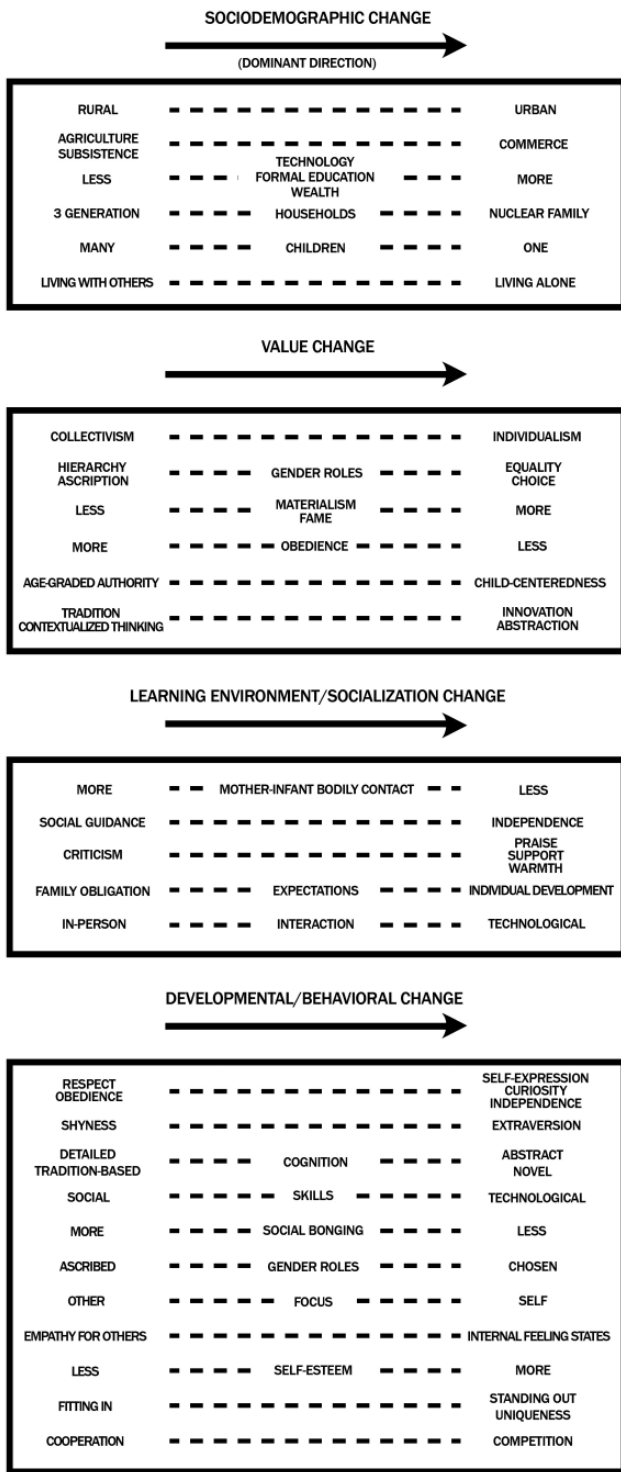 SOCIODEMOGRAPHIC CHANGE
(DOMINANT DIRECTION)
RURAL URBAN
AGRICULTURE
SUBSISTENCE COMMERCE
LESS TECHNOLOGY
FORMAL EDUCATION
WEALTH MORE
3 GENERATION HOUSEHOLDS NUCLEAR FAMILY
MANY CHILDREN ONE
LIVING WITH OTHERS LIVING ALONE
VALUE CHANGE
COLLECTIVISM INDIVIDUALISM
HIERARCHY
ASCRIPTION GENDER ROLES EQUALITY
CHOICE
LESS MATERIALISM
FAME MORE
MORE OBEDIENCE LESS
AGE-GRADED AUTHORITY CHILD-CENTEREDNESS
TRADITION
CONTEXTUALIZED THINKING INNOVATION
ABSTRACTION
LEARNING ENVIRONMENT/SOCIALIZATION CHANGE
MORE MOTHER-INFANT BODILY CONTACT LESS
SOCIAL GUIDANCE INDEPENDENCE
CRITICISM PRAISE
SUPPORT
WARMTH
FAMILY OBLIGATION EXPECTATIONS INDIVIDUAL DEVELOPMENT
IN-PERSON INTERACTION TECHNOLOGICAL
DEVELOPMENTAL/BEHAVIORAL CHANGE
RESPECT
OBEDIENCE SELF-EXPRESSION
CURIOSITY
INDEPENDENCE
SHYNESS EXTRAVERSION
DETAILED
TRADITION-BASED COGNITION ABSTRACT
NOVEL
SOCIAL SKILLS TECHNOLOGICAL
MORE SOCIAL BONGING LESS
ASCRIBED GENDER ROLES CHOSEN
OTHER FOCUS SELF
EMPATHY FOR OTHERS INTERNAL FEELING STATES
LESS SELF-ESTEEM MORE
FITTING IN STANDING OUT
UNIQUENESS
COOPERATION COMPETITION